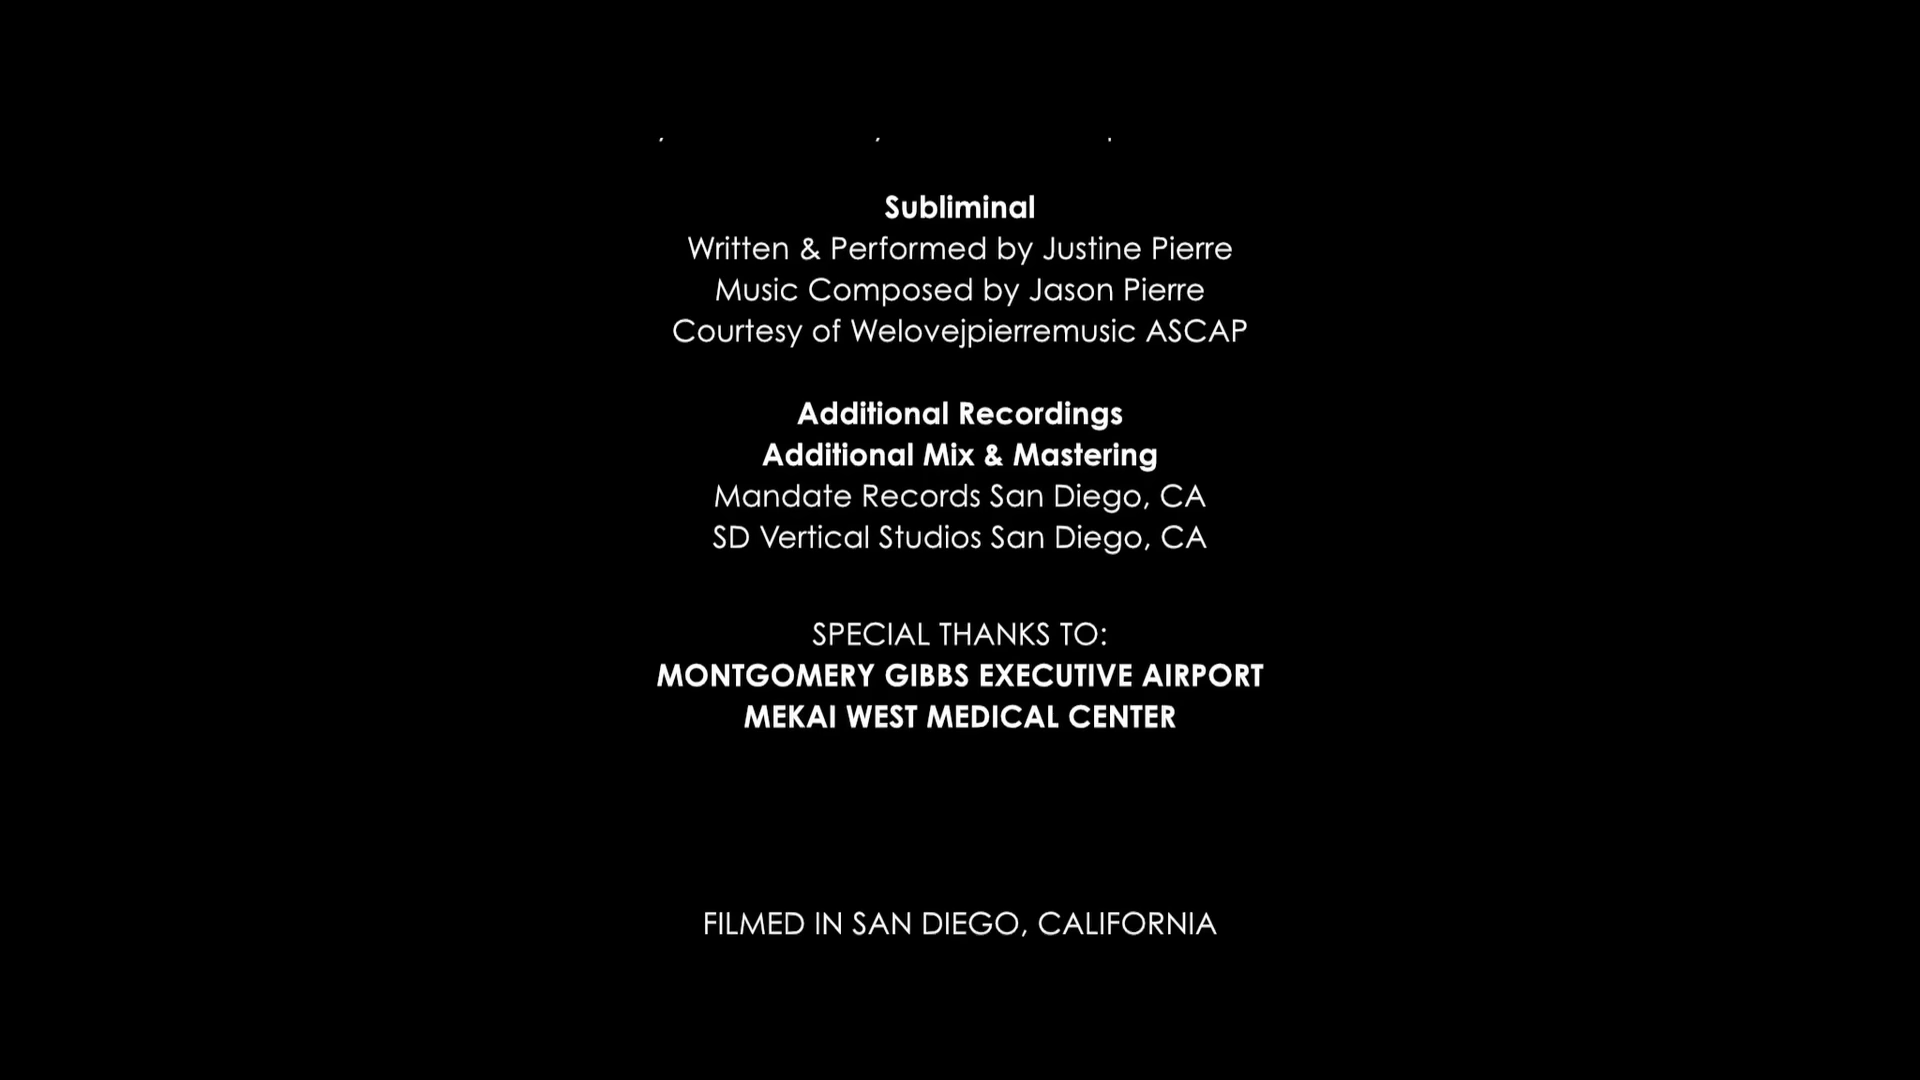 Subliminal
Written & Performed by Justine Pierre
Music Composed by Jason Pierre
Courtesy of Welovejpierremusic ASCAP
Additional Recordings
Additional Mix & Mastering
Mandate Records San Diego, CA
SD Vertical Studios San Diego, CA
SPECIAL THANKS TO:
MONTGOMERY GIBBS EXECUTIVE AIRPORT
MEKAI WEST MEDICAL CENTER
FILMED IN SAN DIEGO, CALIFORNIA